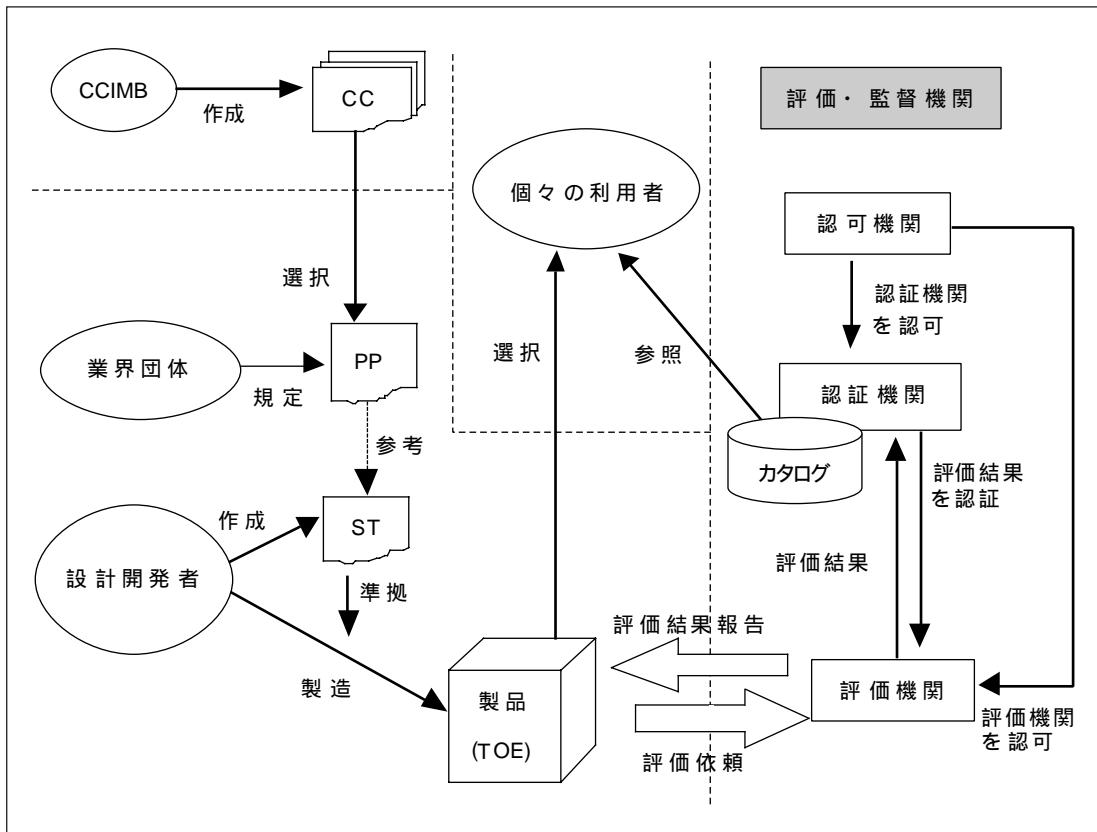 CCIMB
作成
CC
評価・監督機関
個々の利用者
認可機関
選択
認証機関
を認可
業界団体
規定
PP
選択
参照
認証機関
カタログ
参考
評価結果
を認証
作成
ST
設計開発者
準拠
評価結果
評価結果報告
製造
製品
(TOE)
評価機関
評価機関
を認可
評価依頼